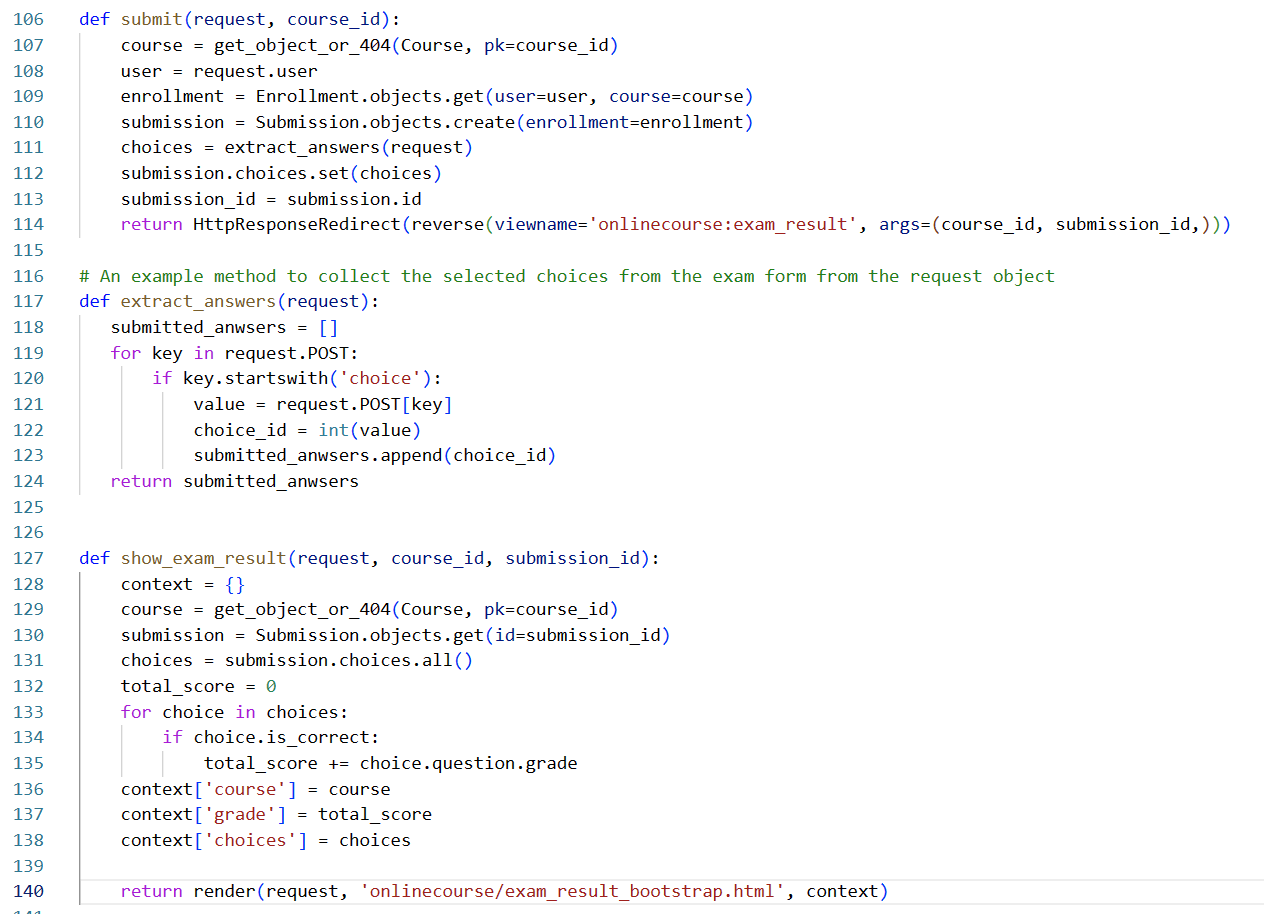 106 def submit(request, course_id):
107     course = get_object_or_404(Course, pk=course_id)
108     user = request.user
109     enrollment = Enrollment.objects.get(user=user, course=course)
110     submission = Submission.objects.create(enrollment=enrollment)
111     choices = extract_answers(request)
112     submission.choices.set(choices)
113     submission_id = submission.id
114     return HttpResponseRedirect(reverse(viewname='onlinecourse:exam_result', args=(course_id, submission_id,)))
115
116 # An example method to collect the selected choices from the exam form from the request object
117 def extract_answers(request):
118    submitted_anwsers = []
119    for key in request.POST:
120        if key.startswith('choice'):
121            value = request.POST[key]
122            choice_id = int(value)
123            submitted_anwsers.append(choice_id)
124    return submitted_anwsers
125
126
127 def show_exam_result(request, course_id, submission_id):
128     context = {}
129     course = get_object_or_404(Course, pk=course_id)
130     submission = Submission.objects.get(id=submission_id)
131     choices = submission.choices.all()
132     total_score = 0
133     for choice in choices:
134         if choice.is_correct:
135             total_score += choice.question.grade
136     context['course'] = course
137     context['grade'] = total_score
138     context['choices'] = choices
139
140     return render(request, 'onlinecourse/exam_result_bootstrap.html', context)